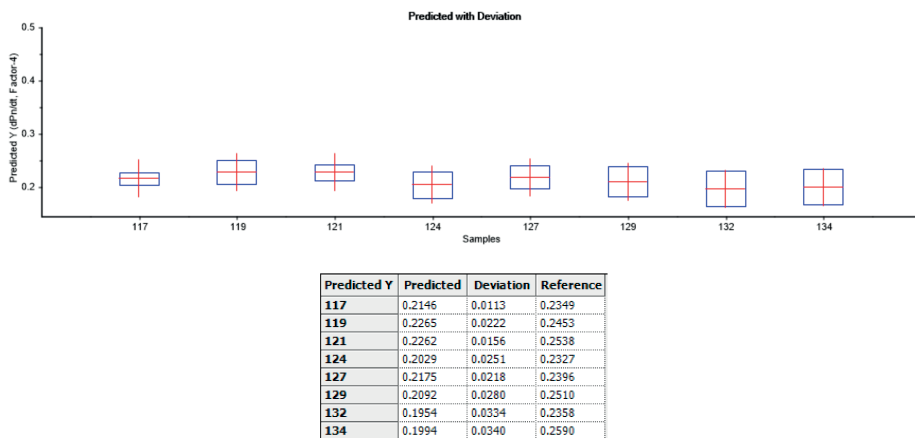 Predicted with Deviation
Predicted Y (dPn/dt, Factor-4)
0.5
0.4
0.3
0.2
117 119 121 124 127 129 132 134
Samples
Predicted Y Predicted Deviation Reference
117 0.2146 0.0113 0.2349
119 0.2265 0.0222 0.2453
121 0.2262 0.0156 0.2538
124 0.2029 0.0251 0.2327
127 0.2175 0.0218 0.2396
129 0.2092 0.0280 0.2510
132 0.1954 0.0334 0.2358
134 0.1994 0.0340 0.2590